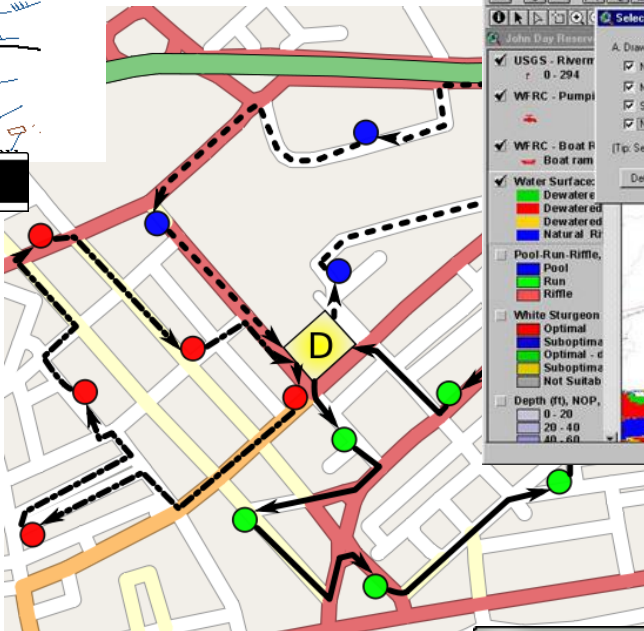 Selec
John Day Reserv
A. Draw
USGS - Riverm
0 - 294
WFRC - Pumpi
WFRC - Boat R
Boat ram
(Tip: Se
De
Water Surface:
Dewatere
Dewatered
Dewatered
Natural Ri
Pool-Run-Riffle,
Pool
Run
Riffle
White Sturgeon
Optimal
Suboptima
Optimal - d
Suboptima
Not Suitab
Depth (ft), NOP,
0 - 20
20 - 40
40 - 60
D